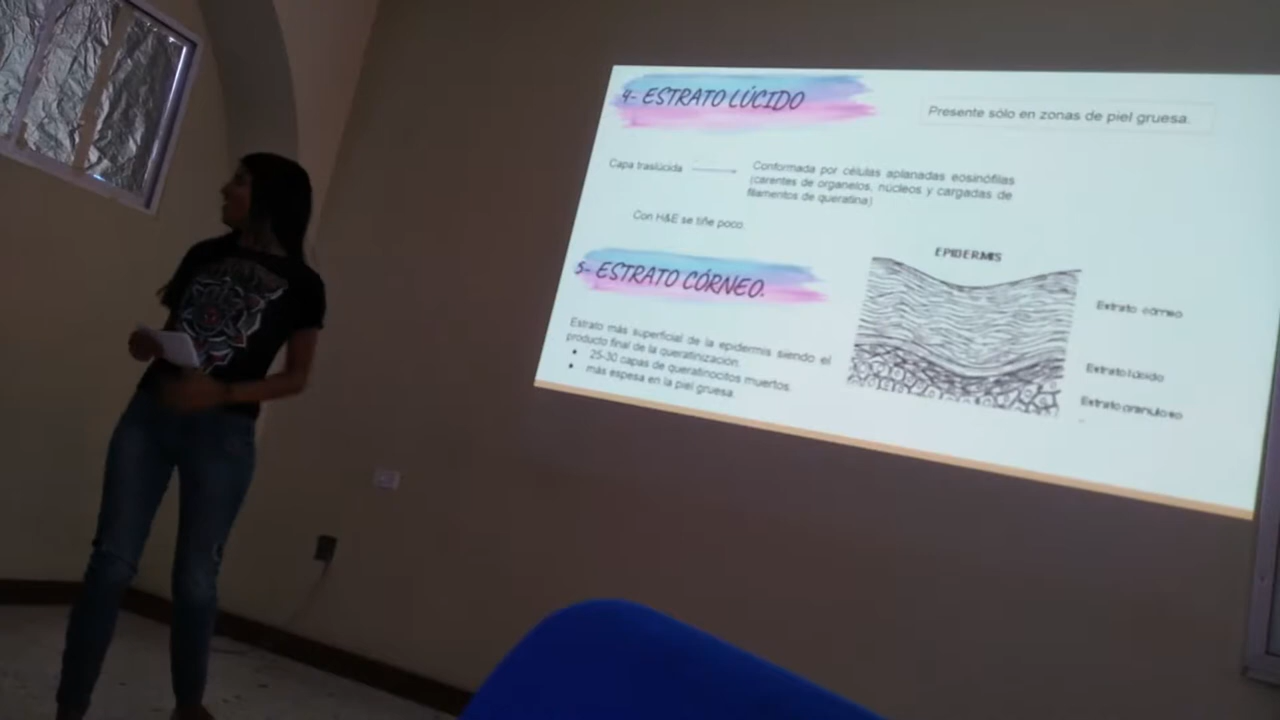 4- ESTRATO LÚCIDO
Presente sólo en zonas de piel gruesa.
Capa traslúcida
Conformada por células aplanadas eosinófilas
(carentes de organelos, núcleos y cargadas de
filamentos de queratina)
Con H&E se tiñe poco.
5- ESTRATO CÓRNEO.
EPIDERMIS
Estrato córneo
Estrato lúcido
Estrato granuloso
Estrato más superficial de la epidermis siendo el
producto final de la queratinización.
• 25-30 capas de queratinocitos muertos.
• más espesa en la piel gruesa.